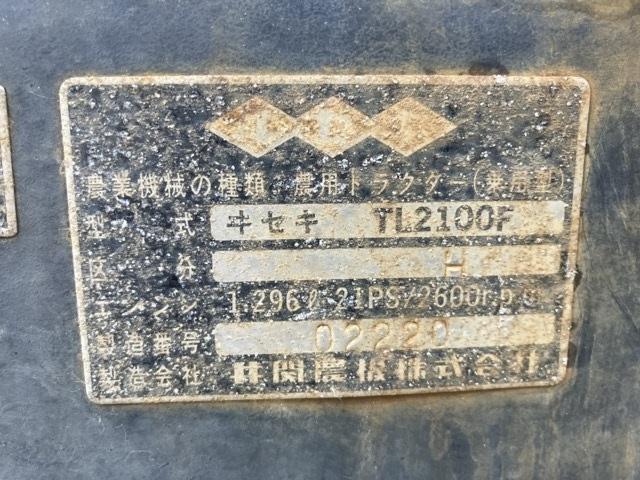 農業機械の種類 農用トラクター(乗用型)
型式 ヰセキ TL2100F
区分 H
エンジン 1.296ℓ 21PS/2600r.p.m
製造番号 02220
製造会社 井関農機株式会社